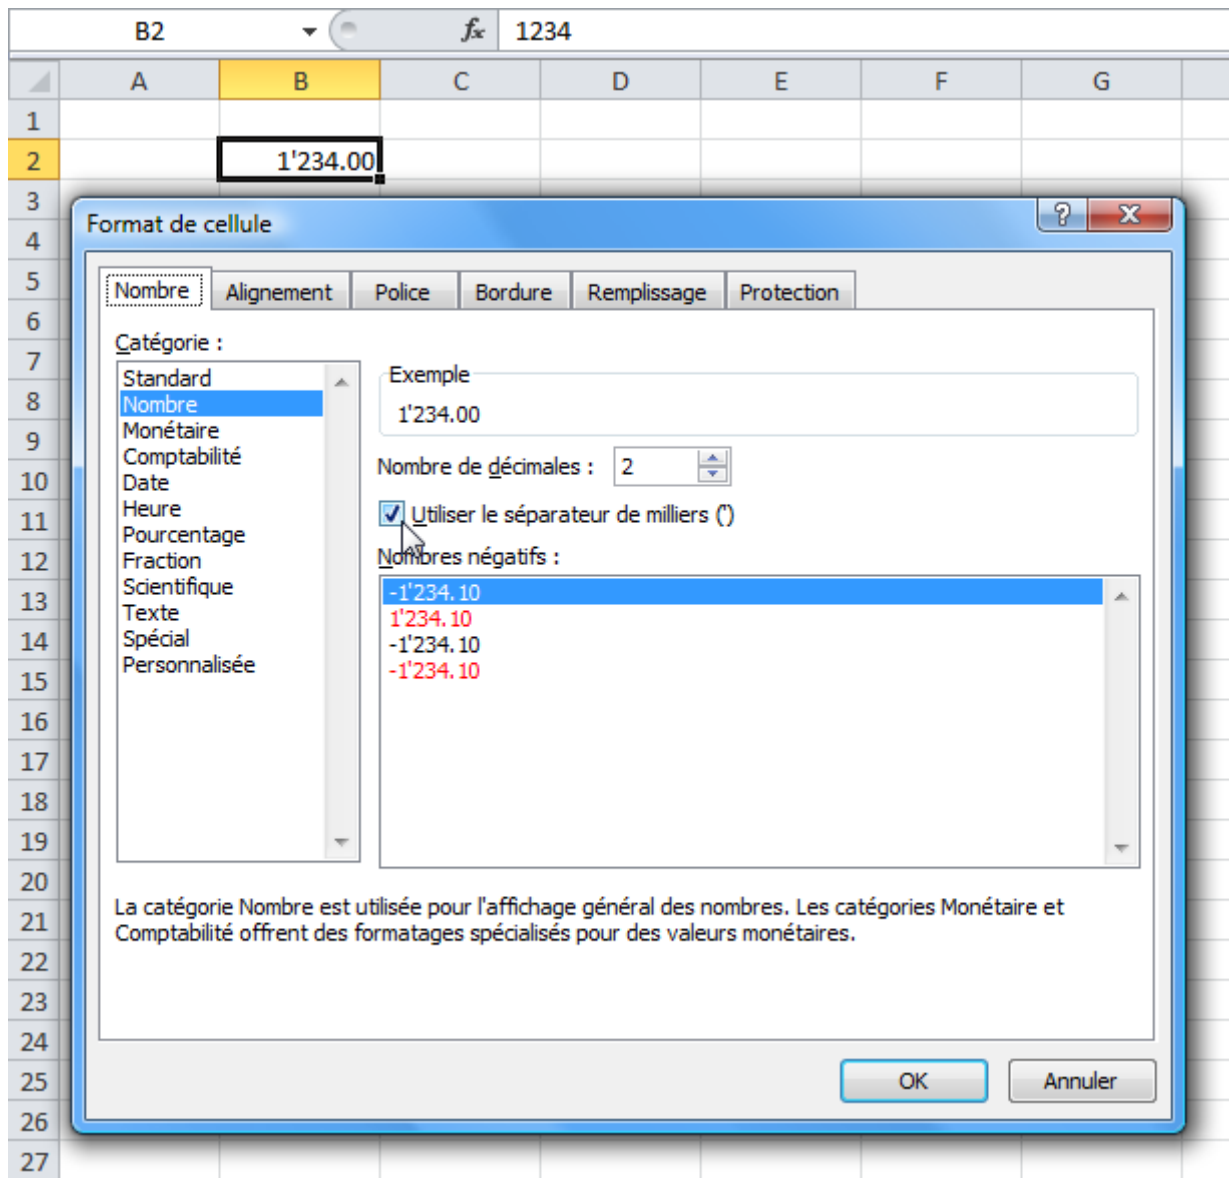 B2 fx 1234
A B C D E F G
1
2 1'234.00
3
Format de cellule
4
5
Nombre Alignement Police Bordure Remplissage Protection
6
Catégorie :
7
Standard
Exemple
8
Nombre
1'234.00
Monétaire
9
Comptabilité
Nombre de décimales : 2
10
Date
Heure
11
Utiliser le séparateur de milliers (')
Pourcentage
12
Fraction
Nombres négatifs :
Scientifique
-1'234.10
13
Texte
1'234.10
14
Spécial
-1'234.10
Personnalisée
-1'234.10
15
16
17
18
19
20
La catégorie Nombre est utilisée pour l'affichage général des nombres. Les catégories Monétaire et
21
Comptabilité offrent des formatages spécialisés pour des valeurs monétaires.
22
23
24
25
OK Annuler
26
27